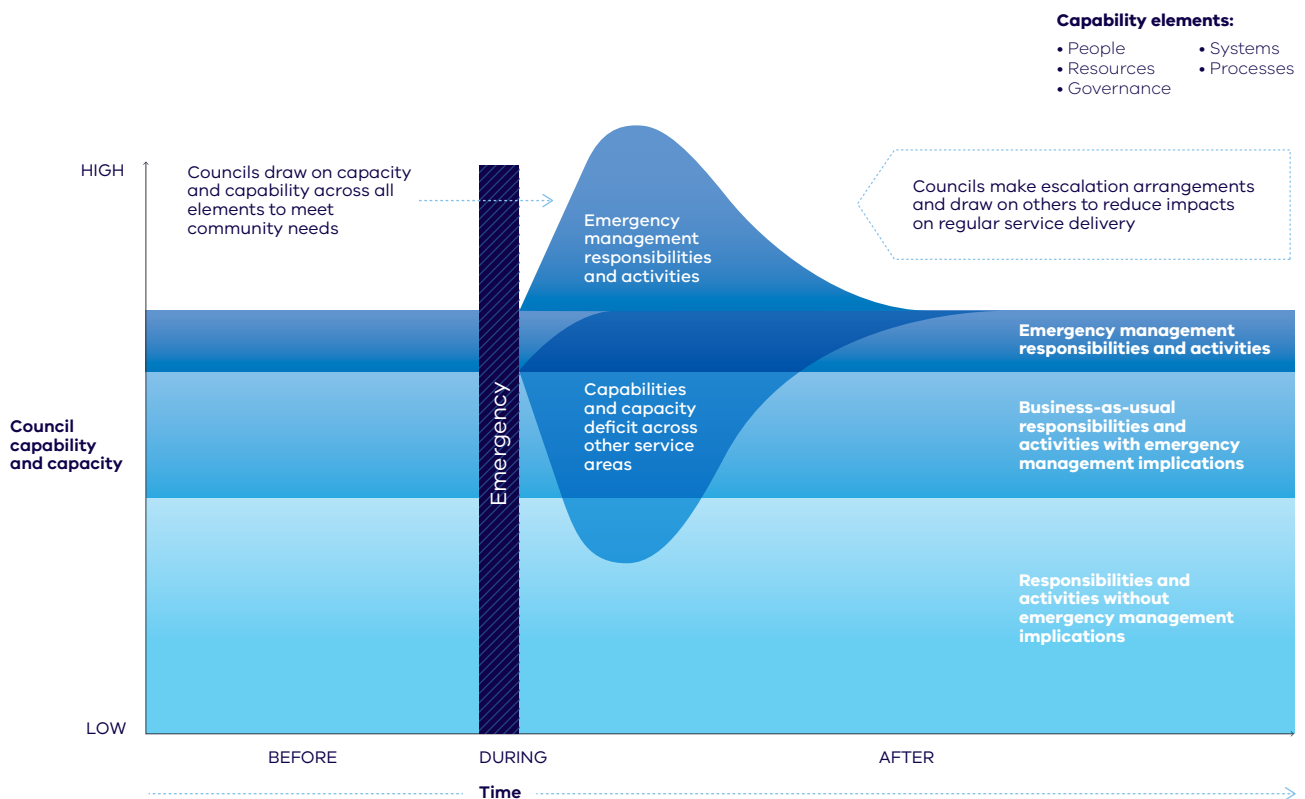 Capability elements:
• People
• Resources
• Governance
• Systems
• Processes
HIGH
Councils draw on capacity
and capability across all
elements to meet
community needs
Emergency
management
responsibilities
and activities
Councils make escalation arrangements
and draw on others to reduce impacts
on regular service delivery
Emergency management
responsibilities and activities
Emergency
Capabilities
and capacity
deficit across
other service
areas
Business-as-usual
responsibilities and
activities with emergency
management implications
Council
capability
and capacity
Responsibilities and
activities without
emergency management
implications
LOW
BEFORE
DURING
AFTER
Time